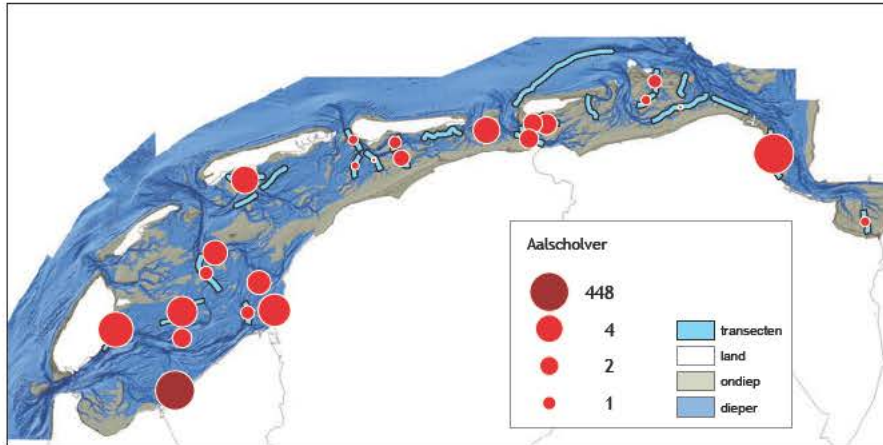 Aalscholver
448
4
2
1
transecten
land
ondiep
dieper